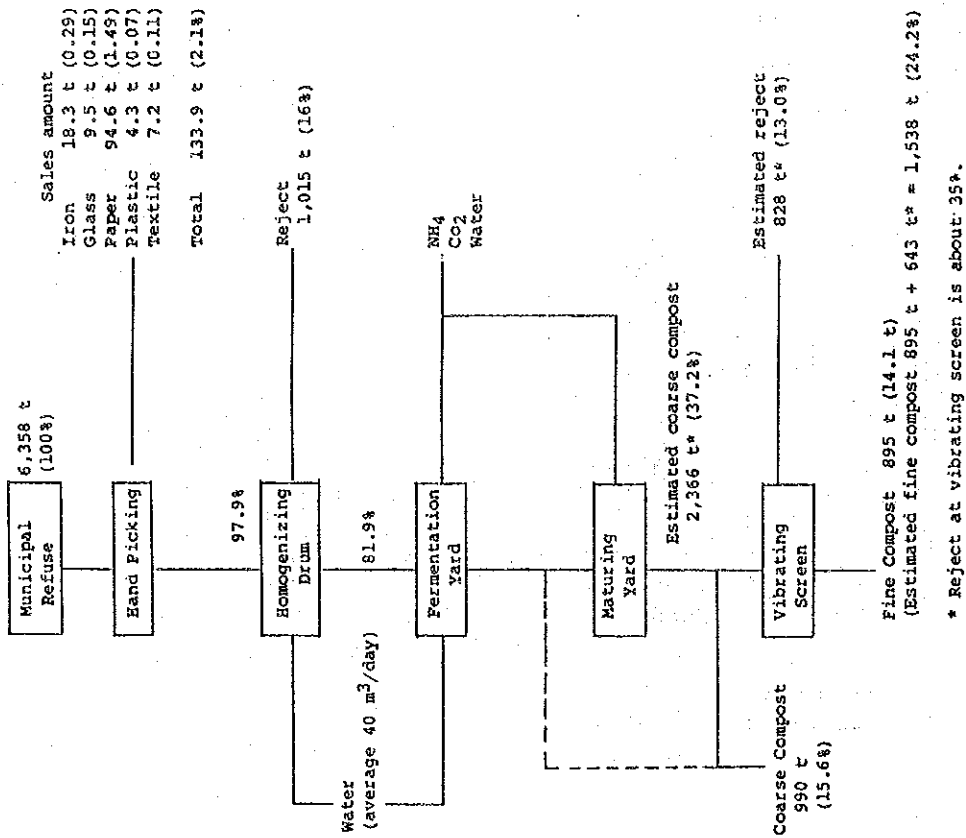 Municipal
Refuse
6,358 t
(100%)
Hand Picking
Sales amount
Iron 18.3 t (0.29)
Glass 9.5 t (0.15)
Paper 94.6 t (1.49)
Plastic 4.3 t (0.07)
Textile 7.2 t (0.11)
Total 133.9 t (2.1%)
97.9%
Homogenizing
Drum
Reject
1,015 t (16%)
Water
(average 40 m³/day)
81.9%
Fermentation
Yard
NH4
Co2
Water
Maturing
Yard
Estimated coarse compost
2,366 t* (37.2%)
Coarse Compost
990 t
(15.6%)
Vibrating
Screen
Estimated reject
828 t* (13.0%)
Fine Compost 895 t (14.1 t)
(Estimated fine compost 895 t + 643 t* = 1,538 t (24.2%)
* Reject at vibrating screen is about 35%.